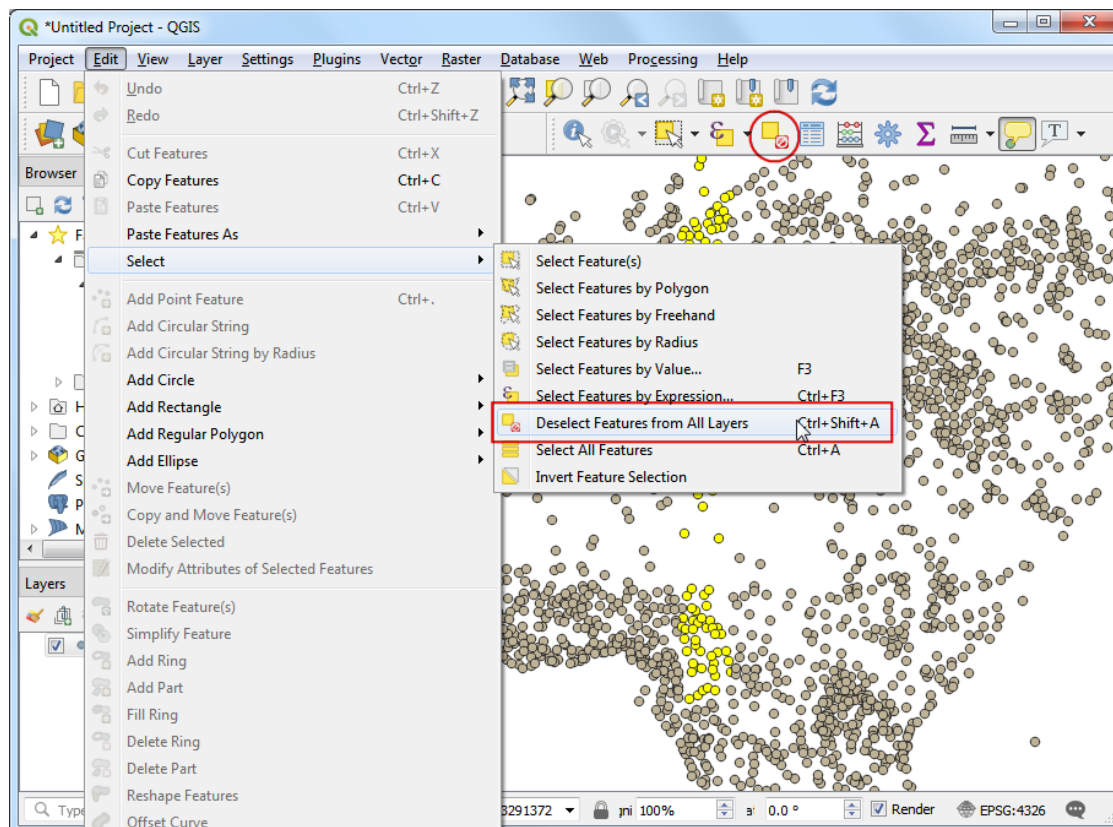 *Untitled Project - QGIS
Project Edit View Layer Settings Plugins Vector Raster Database Web Processing Help
Undo Ctrl+Z
Redo Ctrl+Shift+Z
Cut Features Ctrl+X
Copy Features Ctrl+C
Paste Features Ctrl+V
Paste Features As
Select
Add Point Feature Ctrl+.
Add Circular String
Add Circular String by Radius
Add Circle
Add Rectangle
Add Regular Polygon
Add Ellipse
Move Feature(s)
Copy and Move Feature(s)
Delete Selected
Modify Attributes of Selected Features
Rotate Feature(s)
Simplify Feature
Add Ring
Add Part
Fill Ring
Delete Ring
Delete Part
Reshape Features
Offset Curve
Select Feature(s)
Select Features by Polygon
Select Features by Freehand
Select Features by Radius
Select Features by Value... F3
Select Features by Expression... Ctrl+F3
Deselect Features from All Layers Ctrl+Shift+A
Select All Features Ctrl+A
Invert Feature Selection
Browser
Layers
3291372 100% 0.0 ° Render EPSG:4326